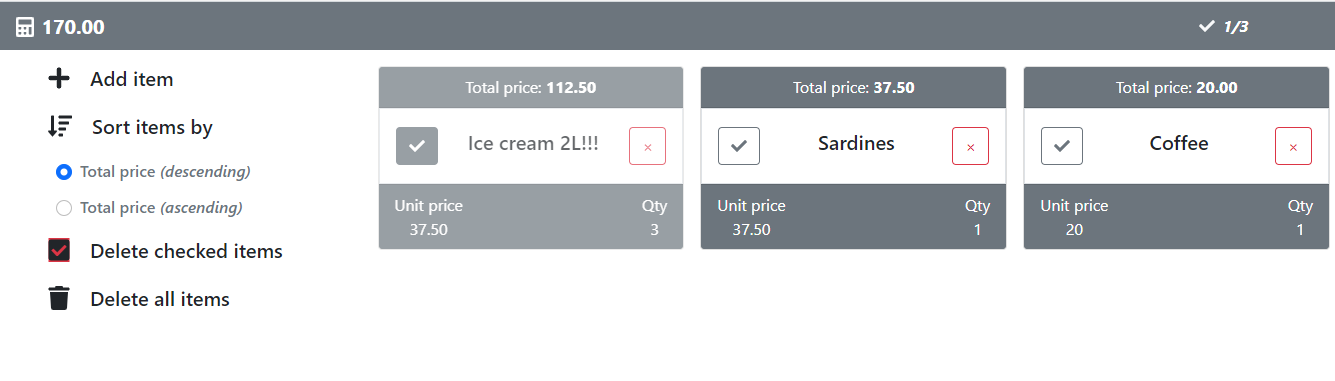 170.00
1/3
Add item
Sort items by
Total price (descending)
Total price (ascending)
Delete checked items
Delete all items
Total price: 112.50
Ice cream 2L!!!
×
Unit price Qty
37.50 3
Total price: 37.50
Sardines
×
Unit price Qty
37.50 1
Total price: 20.00
Coffee
×
Unit price Qty
20 1